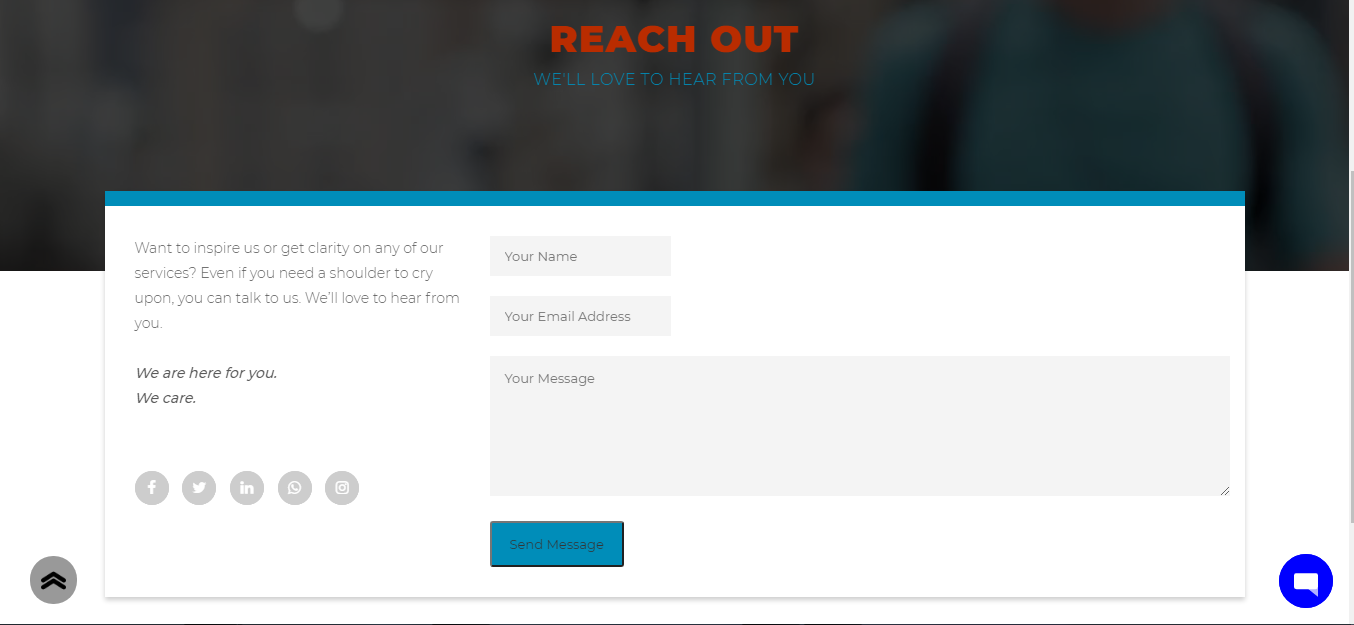 REACH OUT
WE'LL LOVE TO HEAR FROM YOU
Want to inspire us or get clarity on any of our
services? Even if you need a shoulder to cry
upon, you can talk to us. We'll love to hear from
you.
We are here for you.
We care.
Your Name
Your Email Address
Your Message
Send Message